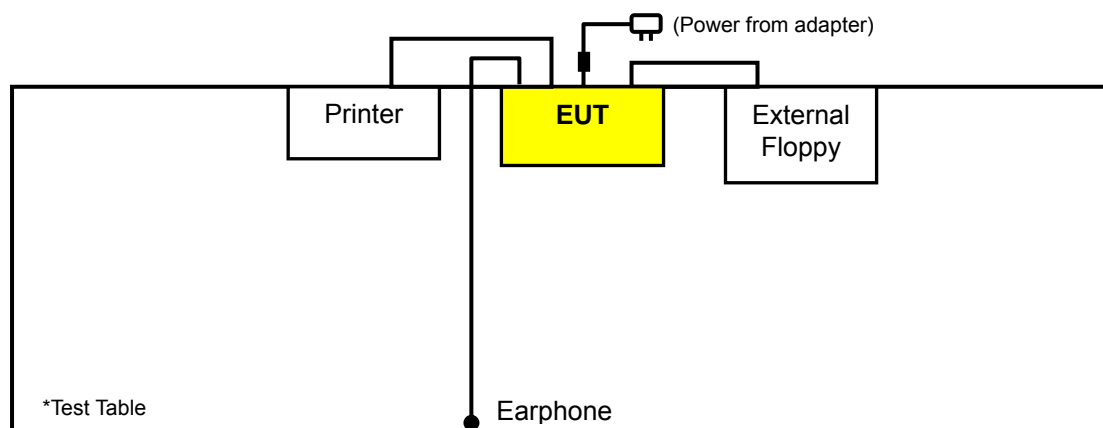 (Power from adapter)
Printer
EUT
External
Floppy
*Test Table
Earphone